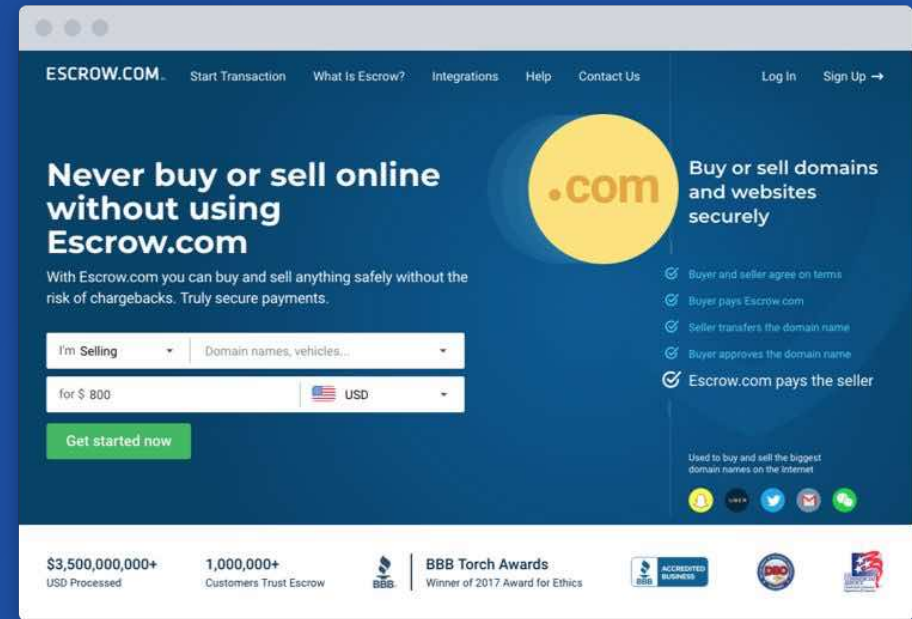 ESCROW.COM
Start Transaction
What Is Escrow?
Integrations
Help
Contact Us
Log In
Sign Up →
Never buy or sell online
without using
Escrow.com
With Escrow.com you can buy and sell anything safely without the
risk of chargebacks. Truly secure payments.
I'm Selling
Domain names, vehicles...
for $ 800
USD
Get started now
.com
Buy or sell domains
and websites
securely
Buyer and seller agree on terms
Buyer pays Escrow.com
Seller transfers the domain name
Buyer approves the domain name
Escrow.com pays the seller
Used to buy and sell the biggest
domain names on the Internet
UBER
$3,500,000,000+
USD Processed
1,000,000+
Customers Trust Escrow
BBB
BBB Torch Awards
Winner of 2017 Award for Ethics
BBB
ACCREDITED
BUSINESS
DBO